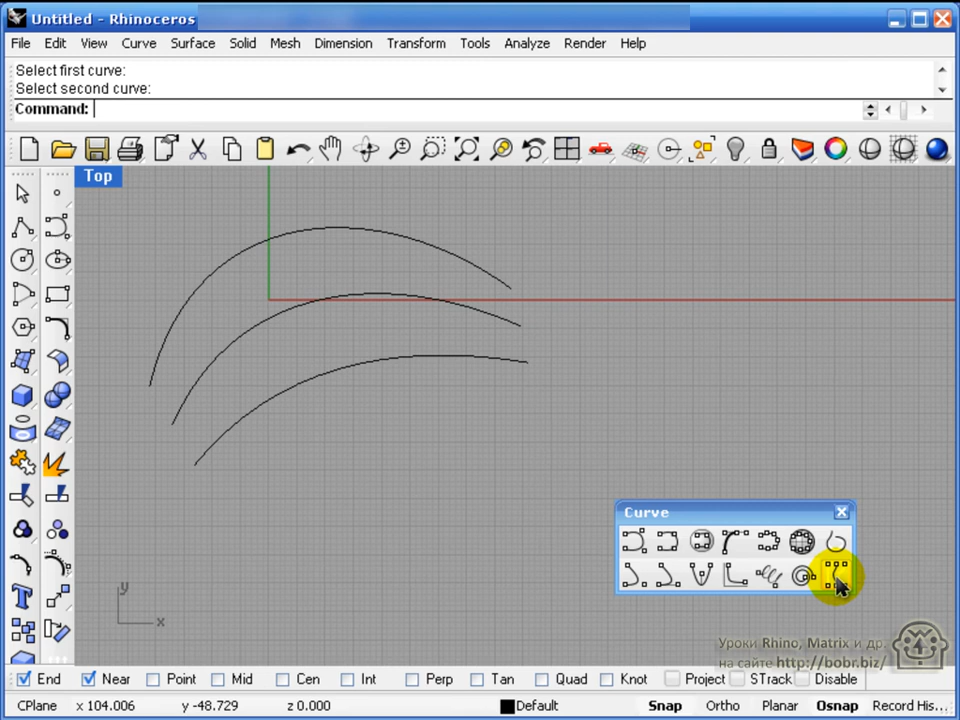 Untitled - Rhinoceros
File Edit View Curve Surface Solid Mesh Dimension Transform Tools Analyze Render Help
Select first curve:
Select second curve:
Command:
Top
Curve
y
x
Уроки Rhino, Matrix и др.
на сайте http://bobr.biz/
End Near Point Mid Cen Int Perp Tan Quad Knot Project STrack Disable
CPlane x 104.006 y -48.729 z 0.000 Default Snap Ortho Planar Osnap Record His...